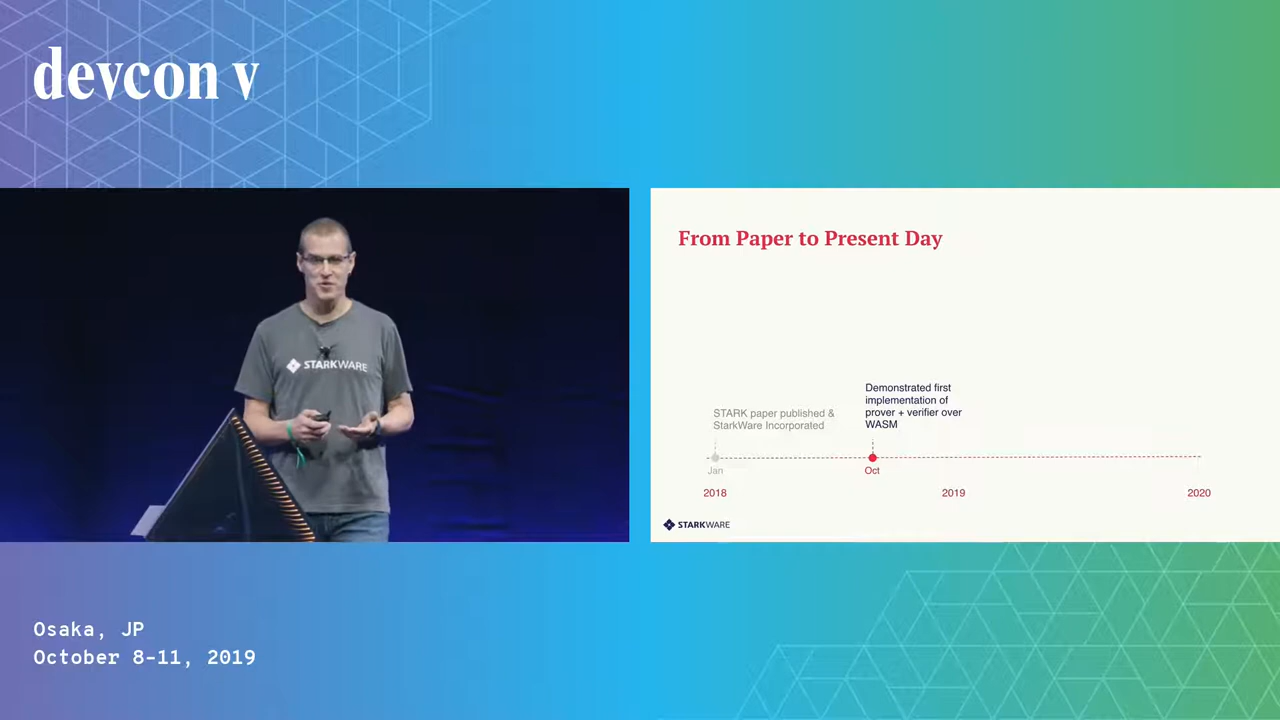 devcon v
STARKWARE
From Paper to Present Day
STARK paper published &
StarkWare Incorporated
Demonstrated first
implementation of
prover + verifier over
WASM
Jan
Oct
2018
2019
2020
STARKWARE
Osaka, JP
October 8-11, 2019